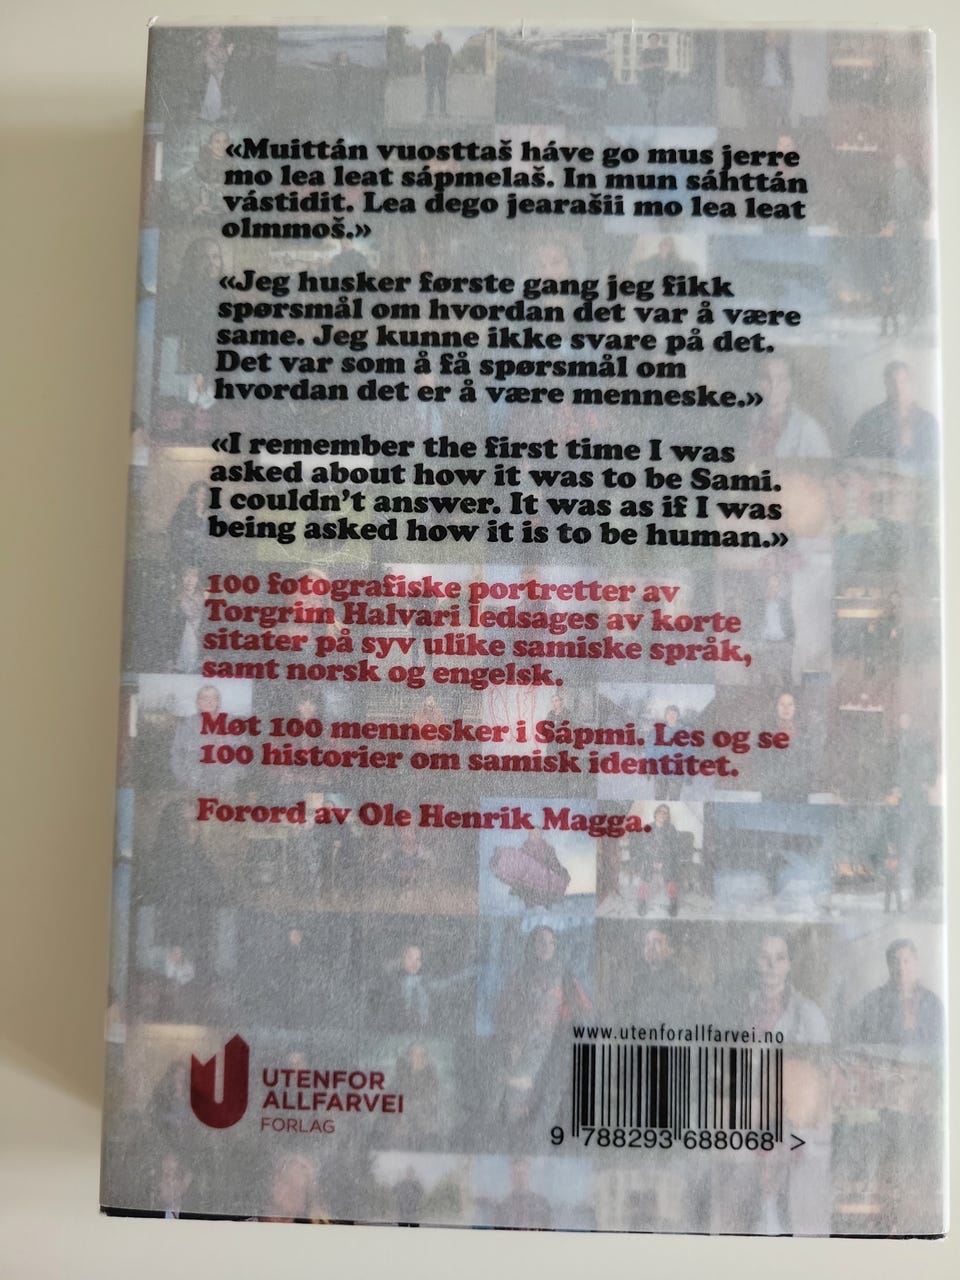 «Muittán vuosttaš háve go mus jerre
mo lea leat sápmelaš. In mun sáhttán
vástidit. Lea dego jearašii mo lea leat
olmmoš.»
«Jeg husker første gang jeg fikk
spørsmål om hvordan det var å være
same. Jeg kunne ikke svare på det.
Det var som å få spørsmål om
hvordan det er å være menneske.»
«I remember the first time I was
asked about how it was to be Sami.
I couldn't answer. It was as if I was
being asked how it is to be human.»
100 fotografiske portretter av
Torgrim Halvari ledsages av korte
sitater på syv ulike samiske språk,
samt norsk og engelsk.
Møt 100 mennesker i Sápmi. Les og se
100 historier om samisk identitet.
Forord av Ole Henrik Magga.
UTENFOR
ALLFARVEI
FORLAG
www.utenforallfarvei.no
9 788293 688068 >